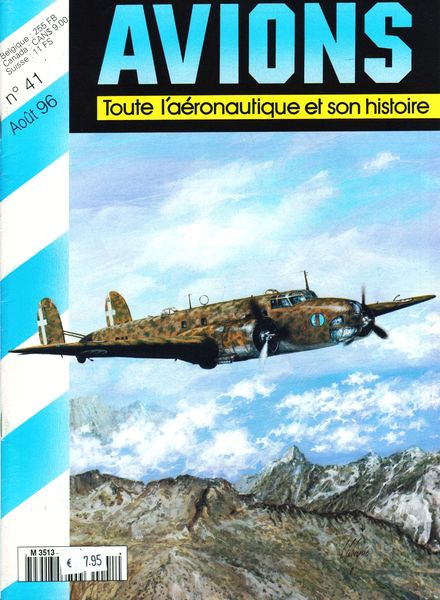 Belgique : 255 FB
Canada : CAN$ 9.00
Suisse : 11 FS
n° 41
Août 96
AVIONS
Toute l'aéronautique et son histoire
M 3513
€ 7.95